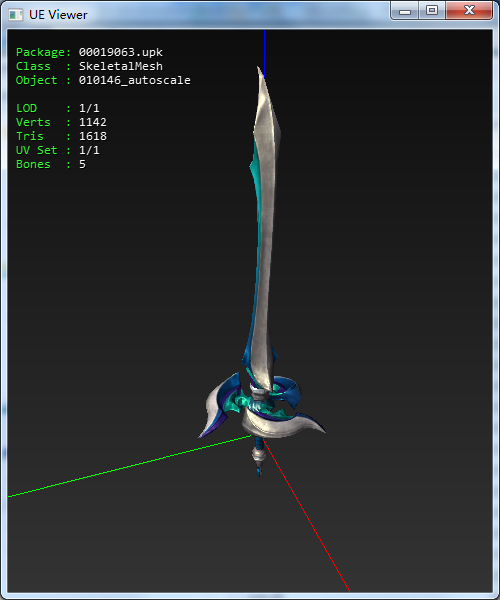 UE Viewer
Package: 00019063.upk
Class  : SkeletalMesh
Object : 010146_autoscale
LOD    : 1/1
Verts  : 1142
Tris   : 1618
UV Set : 1/1
Bones  : 5